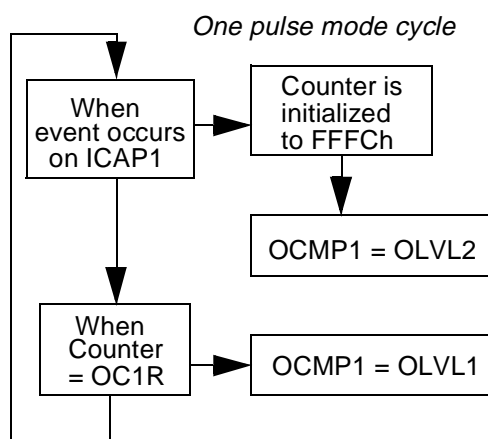 One pulse mode cycle
When
event occurs
on ICAP1
Counter is
initialized
to FFFCh
OCMP1 = OLVL2
When
Counter
= OC1R
OCMP1 = OLVL1